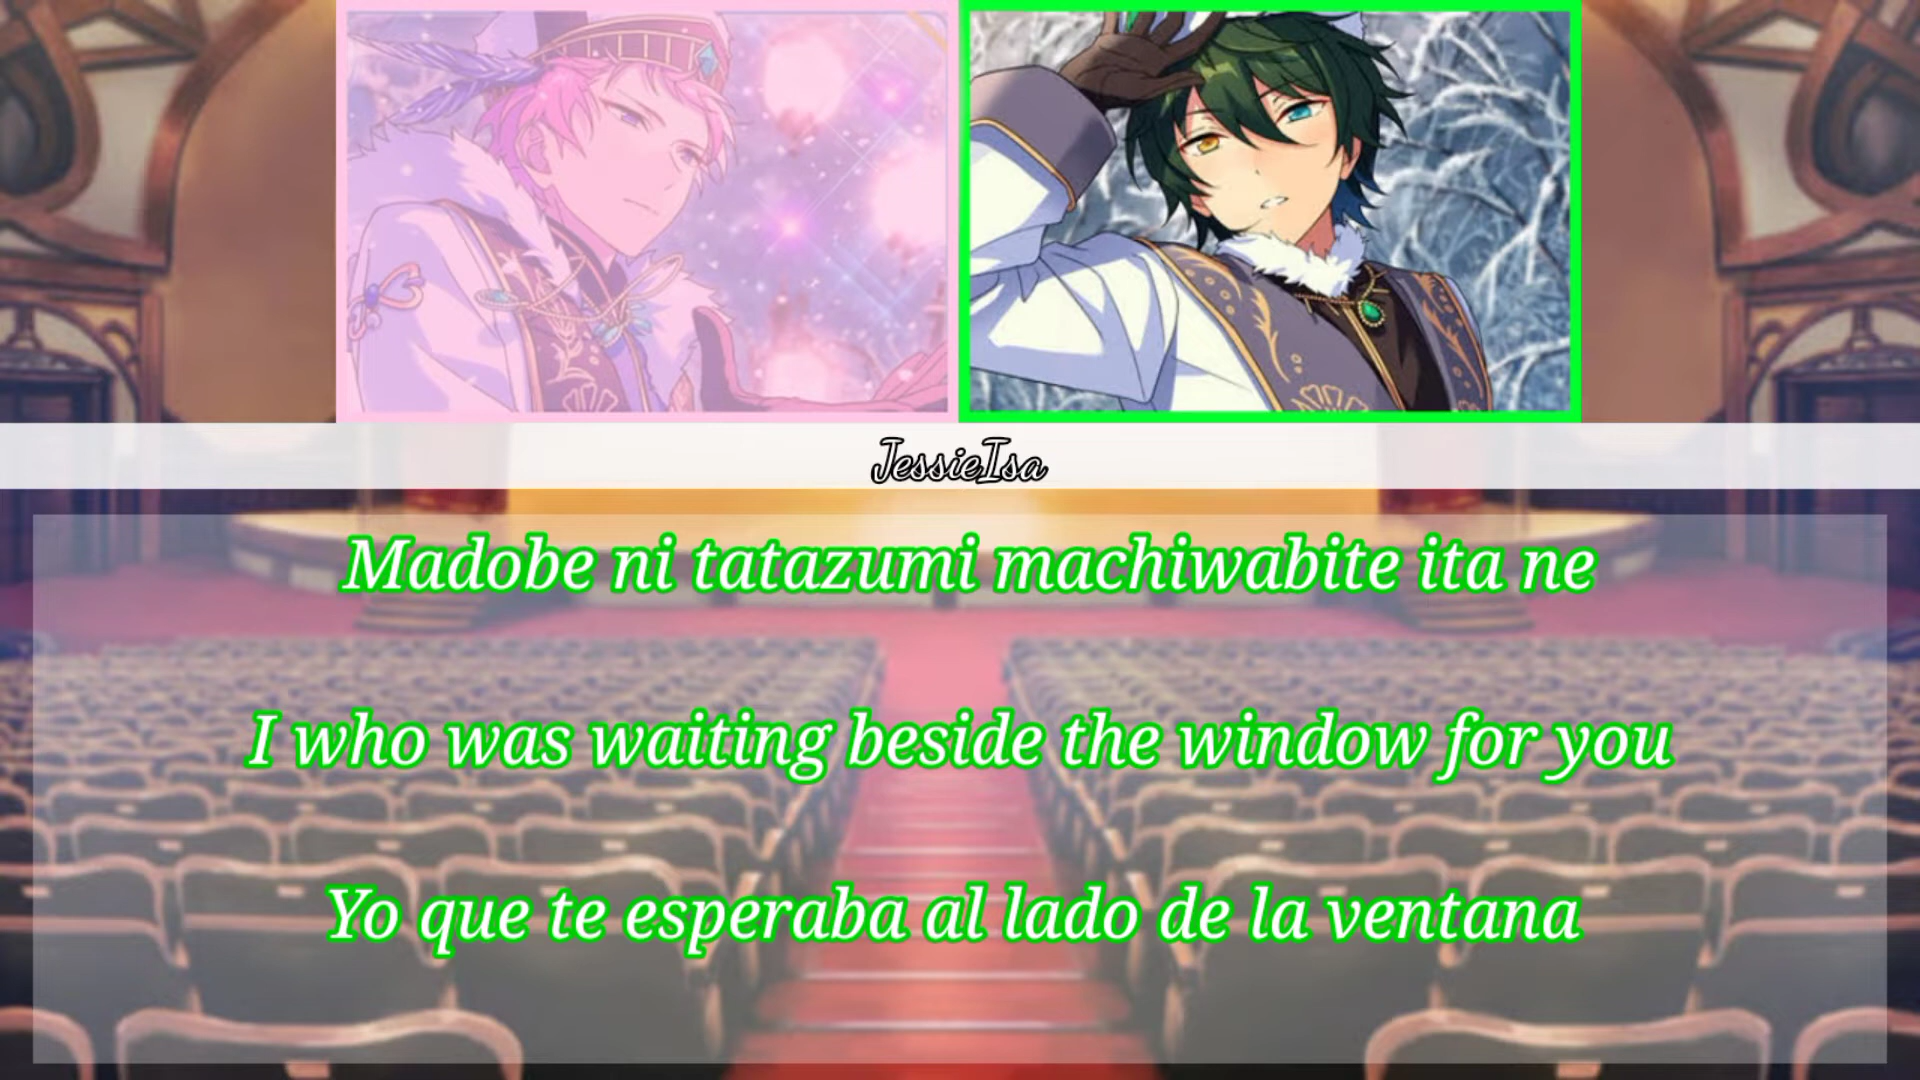 JessieIsa
Madobe ni tatazumi machiwabite ita ne
I who was waiting beside the window for you
Yo que te esperaba al lado de la ventana